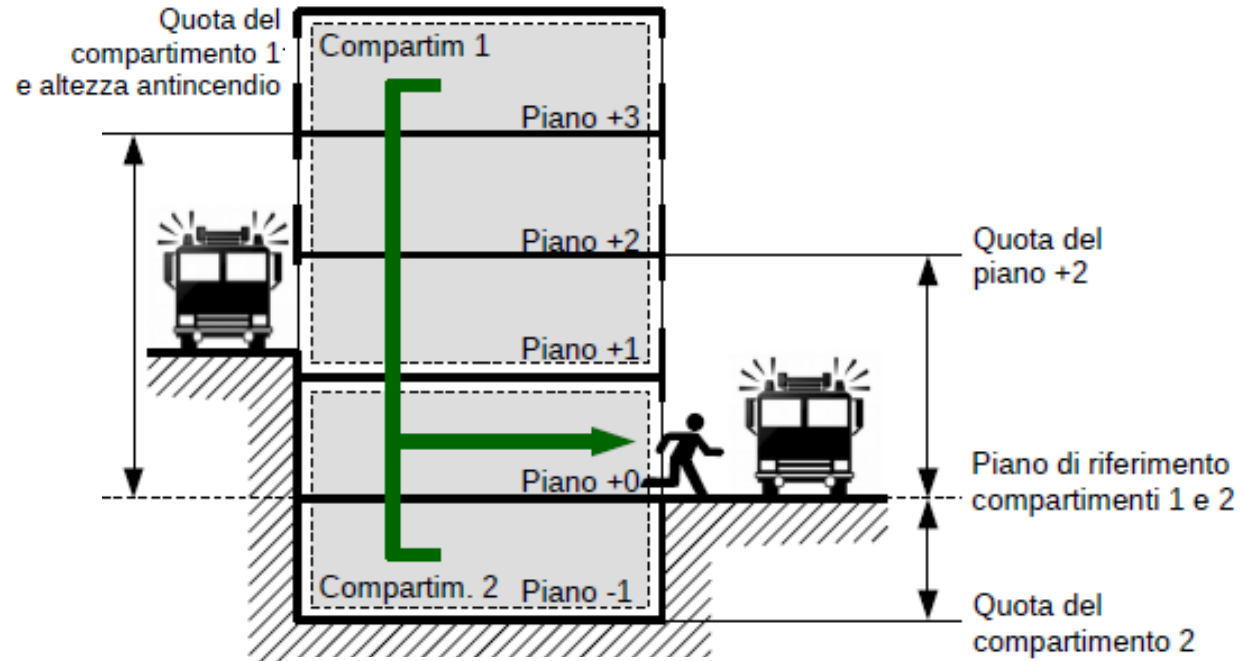 Quota del
compartimento 1
e altezza antincendio
Compartim 1
Piano +3
Piano +2
Piano +1
Piano +0
Compartim. 2
Piano -1
Quota del
piano +2
Piano di riferimento
compartimenti 1 e 2
Quota del
compartimento 2